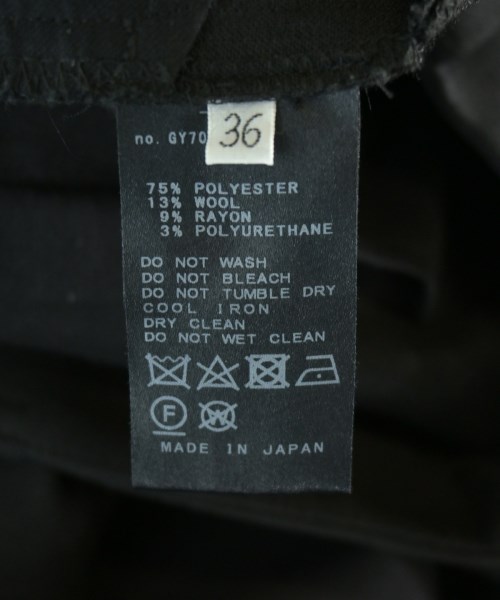 no. GY70
36
75% POLYESTER
13% WOOL
9% RAYON
3% POLYURETHANE
DO NOT WASH
DO NOT BLEACH
DO NOT TUMBLE DRY
COOL IRON
DRY CLEAN
DO NOT WET CLEAN
F
W
MADE IN JAPAN